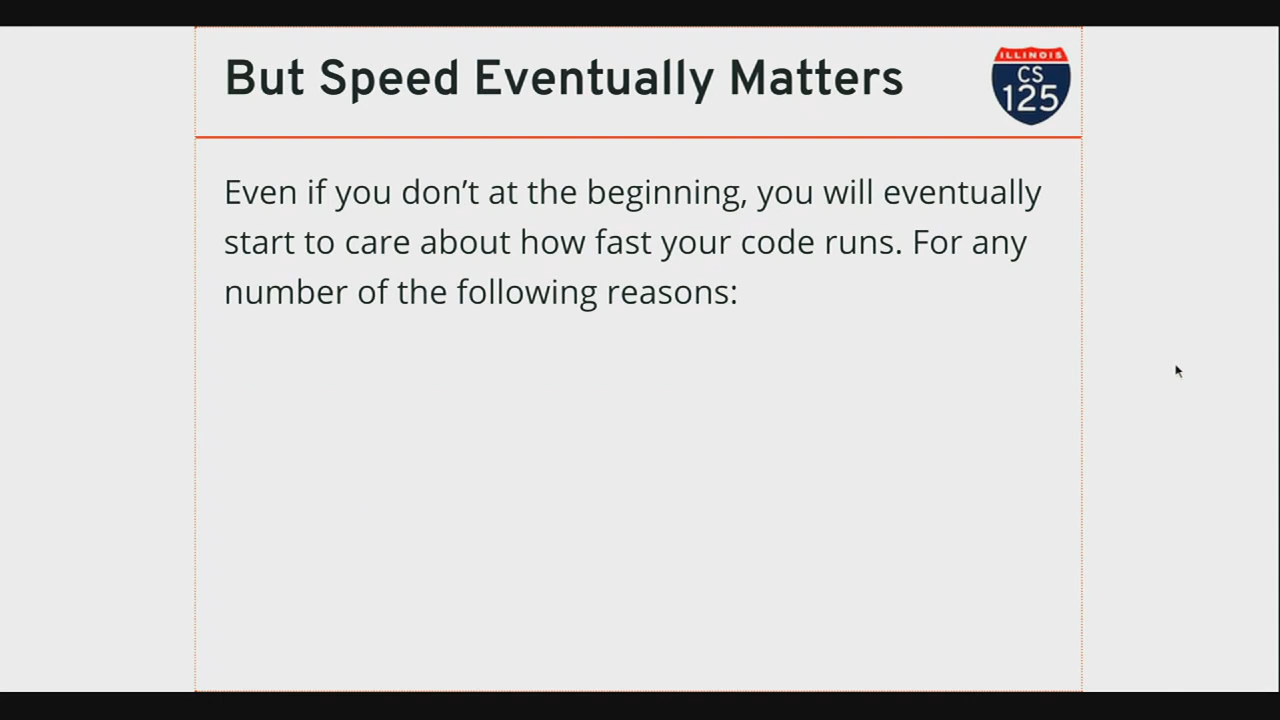 But Speed Eventually Matters
ILLINOIS
CS
125
Even if you don’t at the beginning, you will eventually
start to care about how fast your code runs. For any
number of the following reasons: